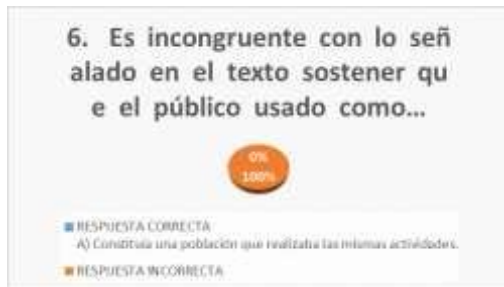 6. Es incongruente con lo señ
alado en el texto sostener qu
e el público usado como...
0%
100%
RESPUESTA CORRECTA
A) Constituía una población que realizaba las mismas actividades.
RESPUESTA INCORRECTA